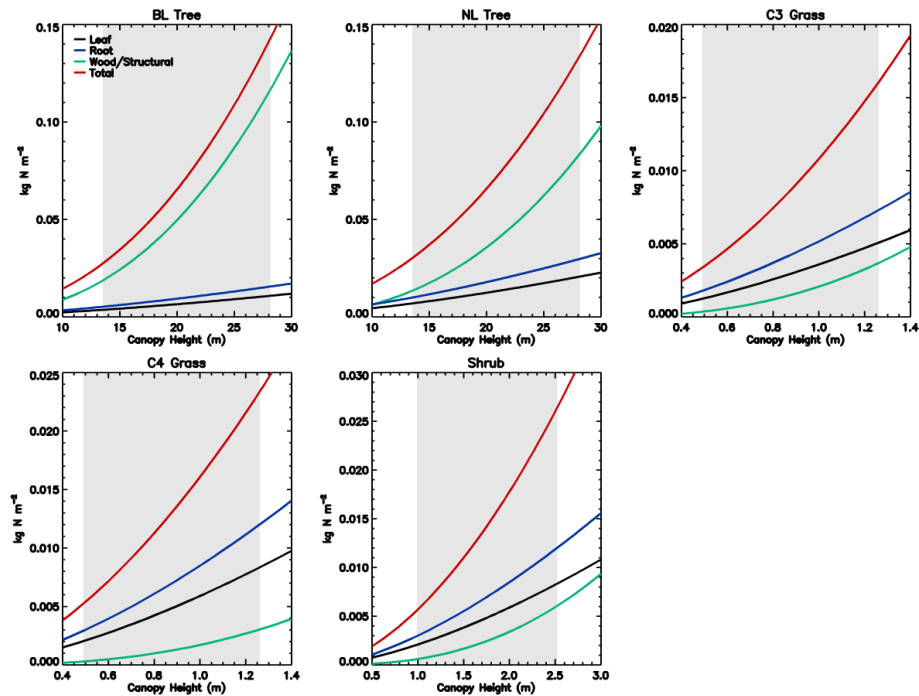 BL Tree
0.15
0.10
0.05
0.00
kg N m⁻²
10 15 20 25 30
Canopy Height (m)
Leaf
Root
Wood/Structural
Total
NL Tree
0.15
0.10
0.05
0.00
kg N m⁻²
10 15 20 25 30
Canopy Height (m)
C3 Grass
0.020
0.015
0.010
0.005
0.000
kg N m⁻²
0.4 0.6 0.8 1.0 1.2 1.4
Canopy Height (m)
C4 Grass
0.025
0.020
0.015
0.010
0.005
0.000
kg N m⁻²
0.4 0.6 0.8 1.0 1.2 1.4
Canopy Height (m)
Shrub
0.030
0.025
0.020
0.015
0.010
0.005
0.000
kg N m⁻²
0.5 1.0 1.5 2.0 2.5 3.0
Canopy Height (m)